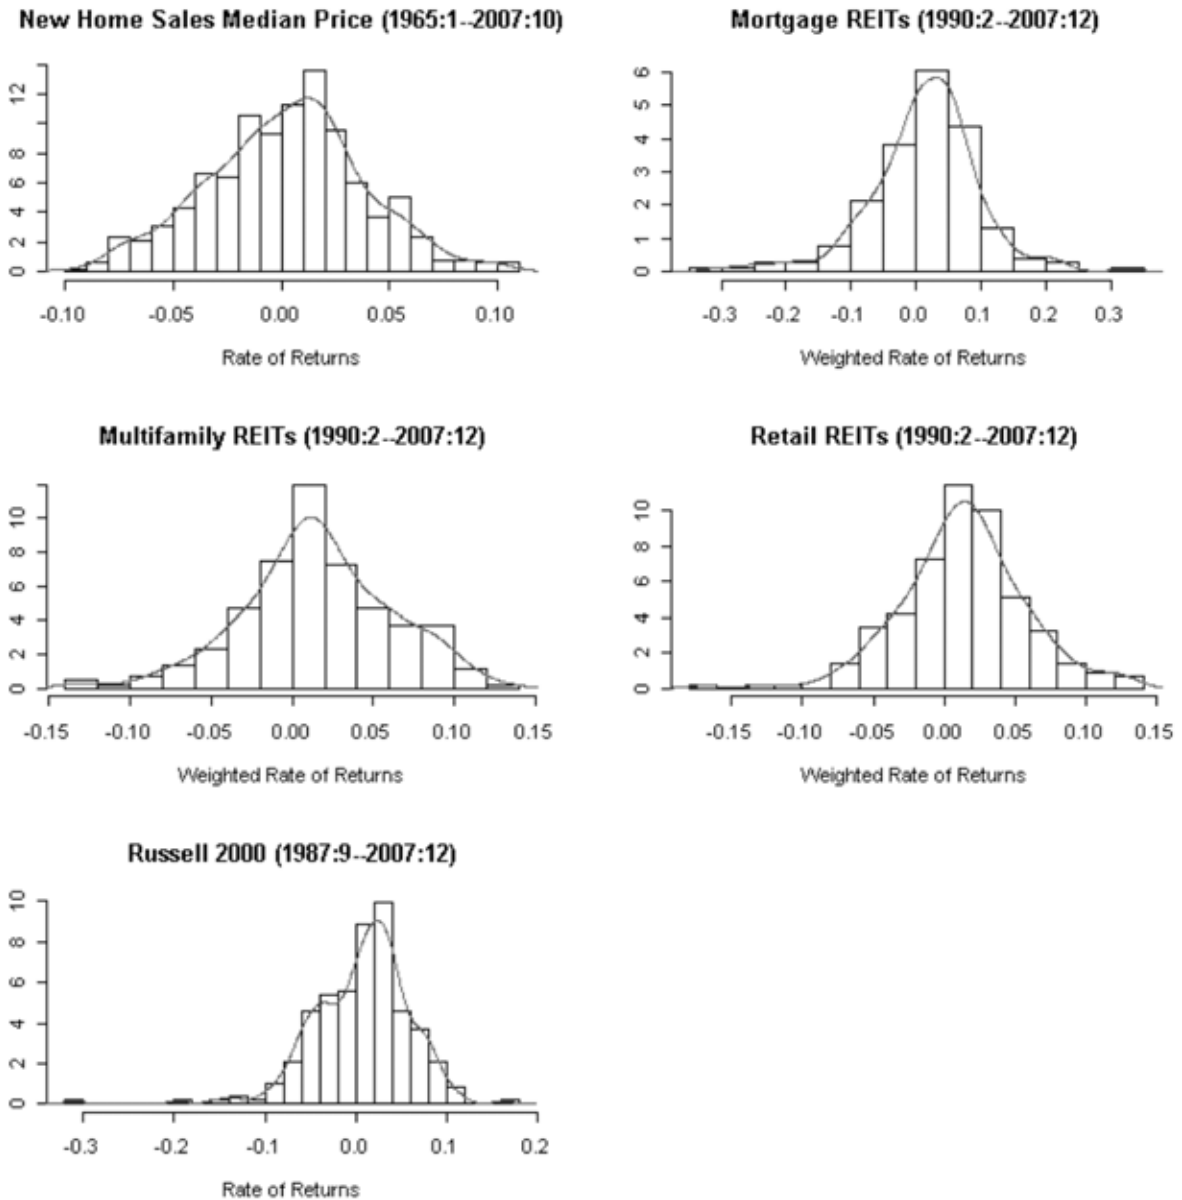 New Home Sales Median Price (1965:1--2007:10)
12
8
6
4
2
0
-0.10 -0.05 0.00 0.05 0.10
Rate of Returns
Mortgage REITs (1990:2--2007:12)
6
5
4
3
2
1
0
-0.3 -0.2 -0.1 0.0 0.1 0.2 0.3
Weighted Rate of Returns
Multifamily REITs (1990:2--2007:12)
10
8
6
4
2
0
-0.15 -0.10 -0.05 0.00 0.05 0.10 0.15
Weighted Rate of Returns
Retail REITs (1990:2--2007:12)
10
8
6
4
2
0
-0.15 -0.10 -0.05 0.00 0.05 0.10 0.15
Weighted Rate of Returns
Russell 2000 (1987:9--2007:12)
10
8
6
4
2
0
-0.3 -0.2 -0.1 0.0 0.1 0.2
Rate of Returns